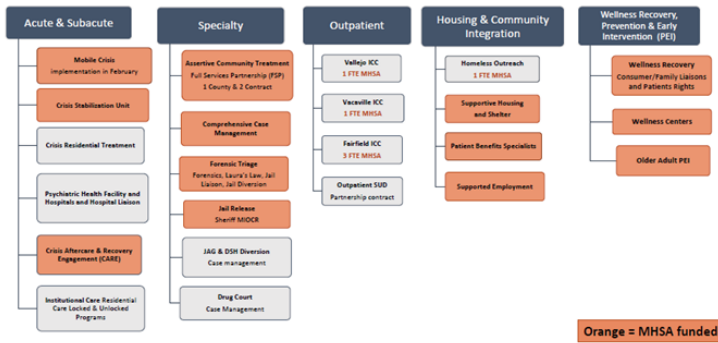 Acute & Subacute
Mobile Crisis
implementation in February
Crisis Stabilization Unit
Crisis Residential Treatment
Psychiatric Health Facility and
Hospitals and Hospital Liaison
Crisis Aftercare & Recovery
Engagement (CARE)
Institutional Care Residential
Care Locked & Unlocked
Programs
Specialty
Assertive Community Treatment
Full Services Partnership (FSP)
1 County & 2 Contract
Comprehensive Case
Management
Forensic Triage
Forensics, Laura's Law, Jail
Liaison, Jail Diversion
Jail Release
Sheriff MIOCR
JAG & DSH Diversion
Case management
Drug Court
Case Management
Outpatient
Vallejo ICC
1 FTE MHSA
Vacaville ICC
1 FTE MHSA
Fairfield ICC
3 FTE MHSA
Outpatient SUD
Partnership contract
Housing & Community
Integration
Homeless Outreach
1 FTE MHSA
Supportive Housing
and Shelter
Patient Benefits Specialists
Supported Employment
Wellness Recovery,
Prevention & Early
Intervention (PEI)
Wellness Recovery
Consumer/Family Liaisons
and Patients Rights
Wellness Centers
Older Adult PEI
Orange = MHSA funded